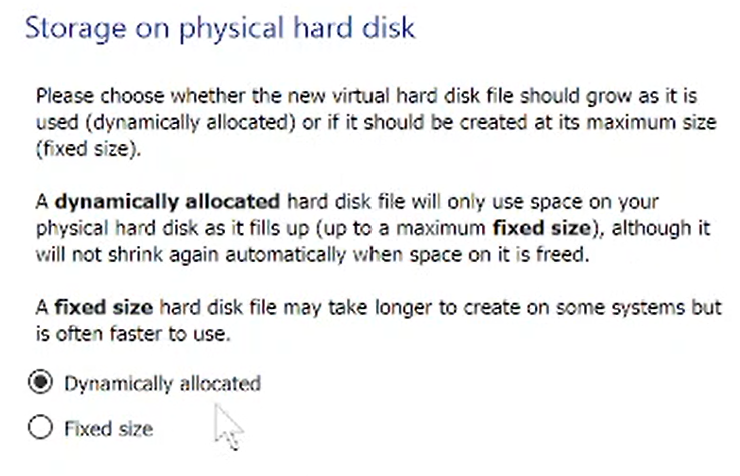 Storage on physical hard disk
Please choose whether the new virtual hard disk file should grow as it is
used (dynamically allocated) or if it should be created at its maximum size
(fixed size).
A dynamically allocated hard disk file will only use space on your
physical hard disk as it fills up (up to a maximum fixed size), although it
will not shrink again automatically when space on it is freed.
A fixed size hard disk file may take longer to create on some systems but
is often faster to use.
Dynamically allocated
Fixed size